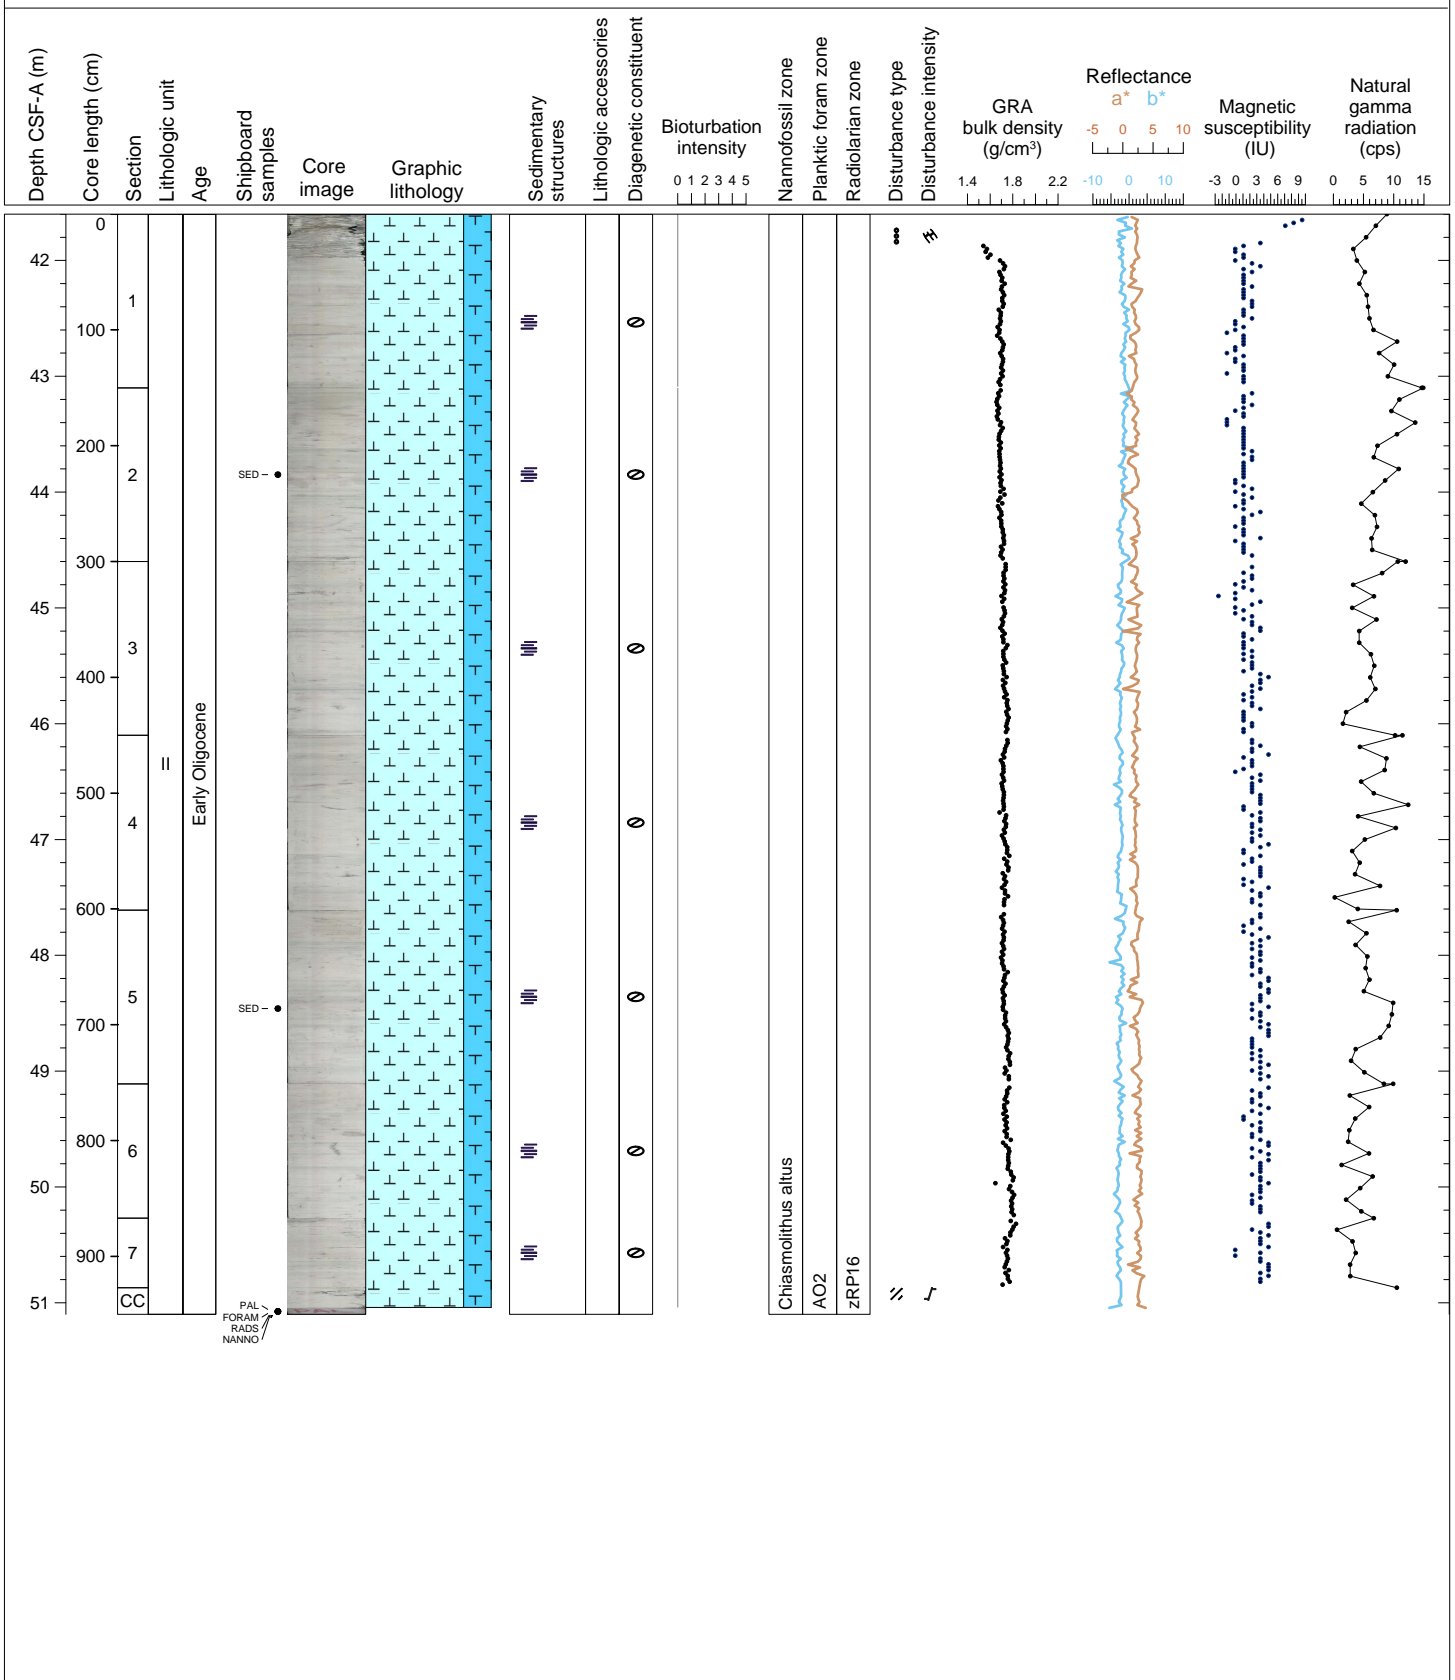 Depth CSF-A (m)
Core length (cm)
Section
Lithologic unit
Age
Shipboard
samples
Core
image
Graphic
lithology
Sedimentary
structures
Lithologic accessories
Diagenetic constituent
Bioturbation
intensity
0 1 2 3 4 5
Nannofossil zone
Planktic foram zone
Radiolarian zone
Disturbance type
Disturbance intensity
GRA
bulk density
(g/cm³)
1.4 1.8 2.2
Reflectance
a* b*
-5 0 5 10
-10 0 10
Magnetic
susceptibility
(IU)
-3 0 3 6 9
Natural
gamma
radiation
(cps)
0 5 10 15
0
42
1
100
43
200
2
SED
44
300
45
3
400
46
II
Early Oligocene
500
4
47
600
48
5
SED
700
49
800
6
50
900
7
CC
51
PAL
FORAM
RADS
NANNO
Chiasmolithus altus
AO2
zRP16